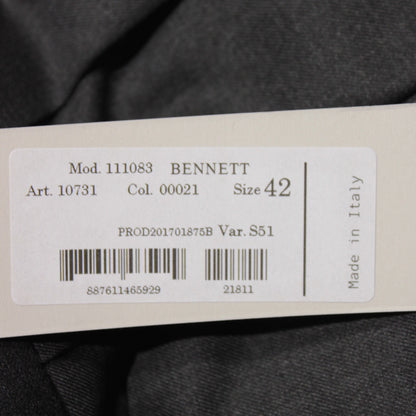 Mod. 111083 BENNETT
Art. 10731 Col. 00021 Size 42
PROD201701875B Var. S51
887611465929 21811
Made in Italy